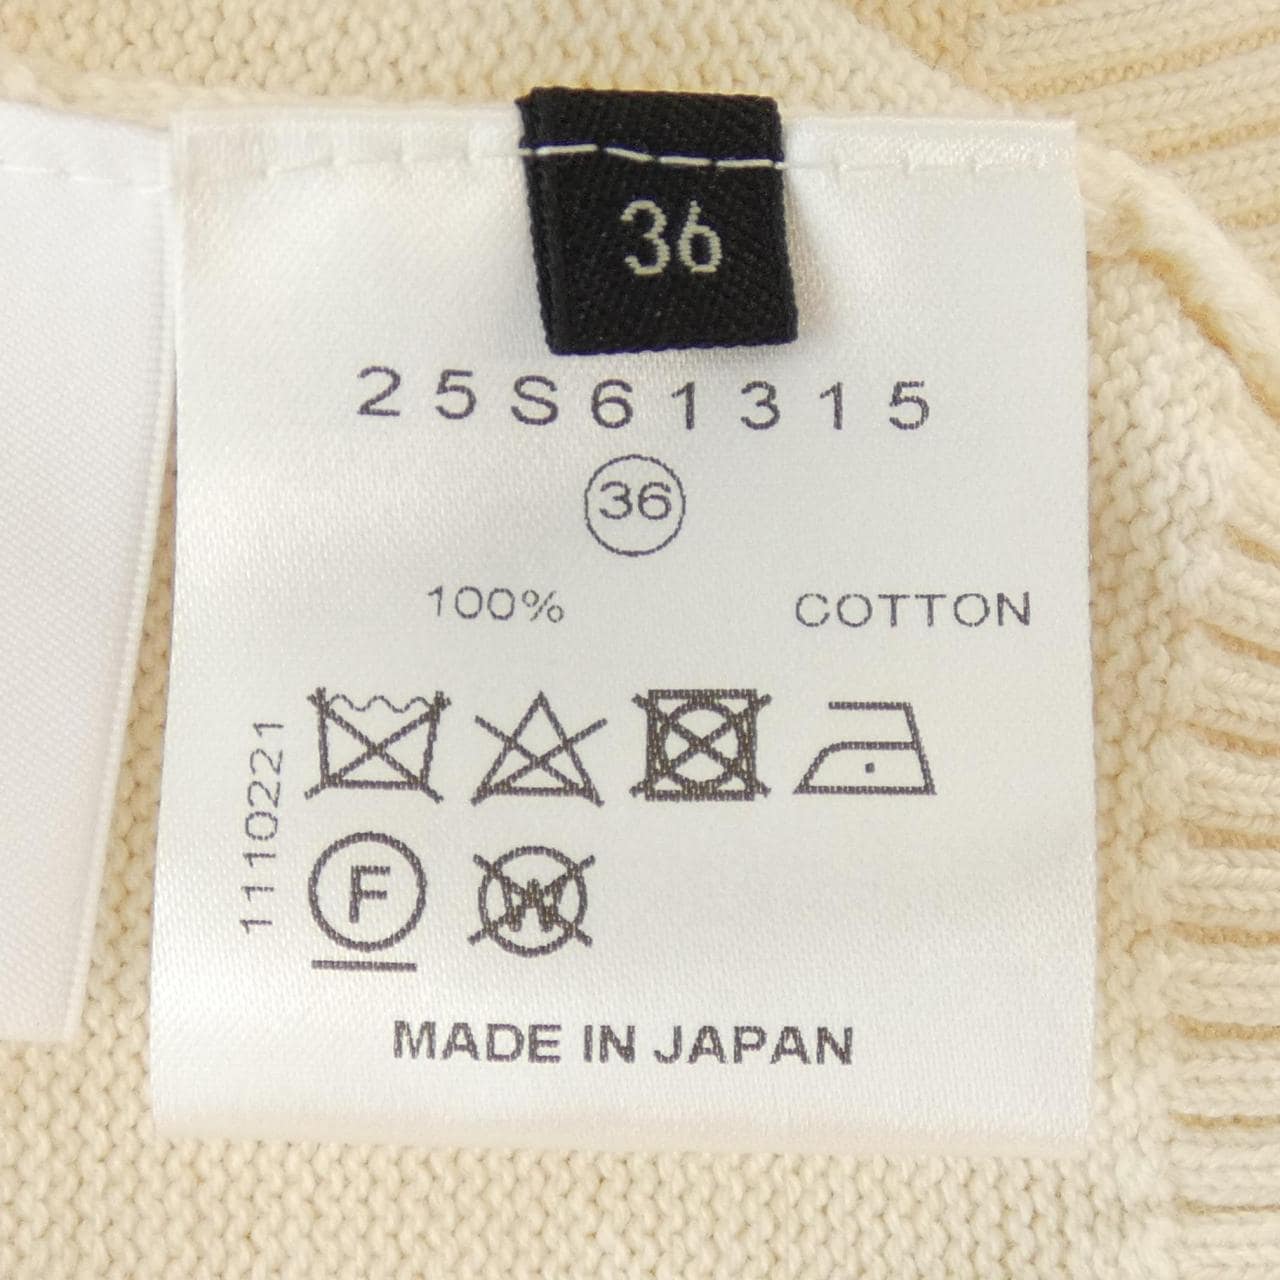 36
25S61315
36
100% COTTON
1110221
F
W
MADE IN JAPAN